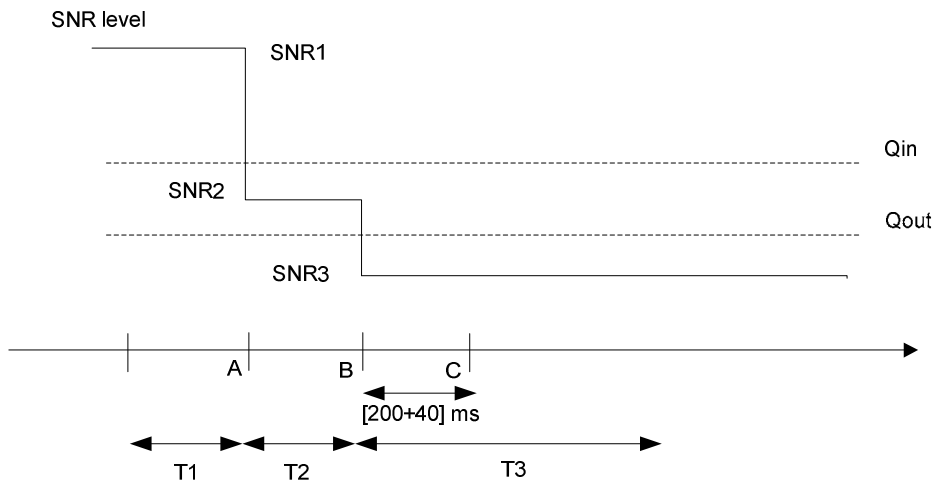 SNR level
SNR1
Qin
SNR2
Qout
SNR3
A
B
C
[200+40] ms
T1
T2
T3